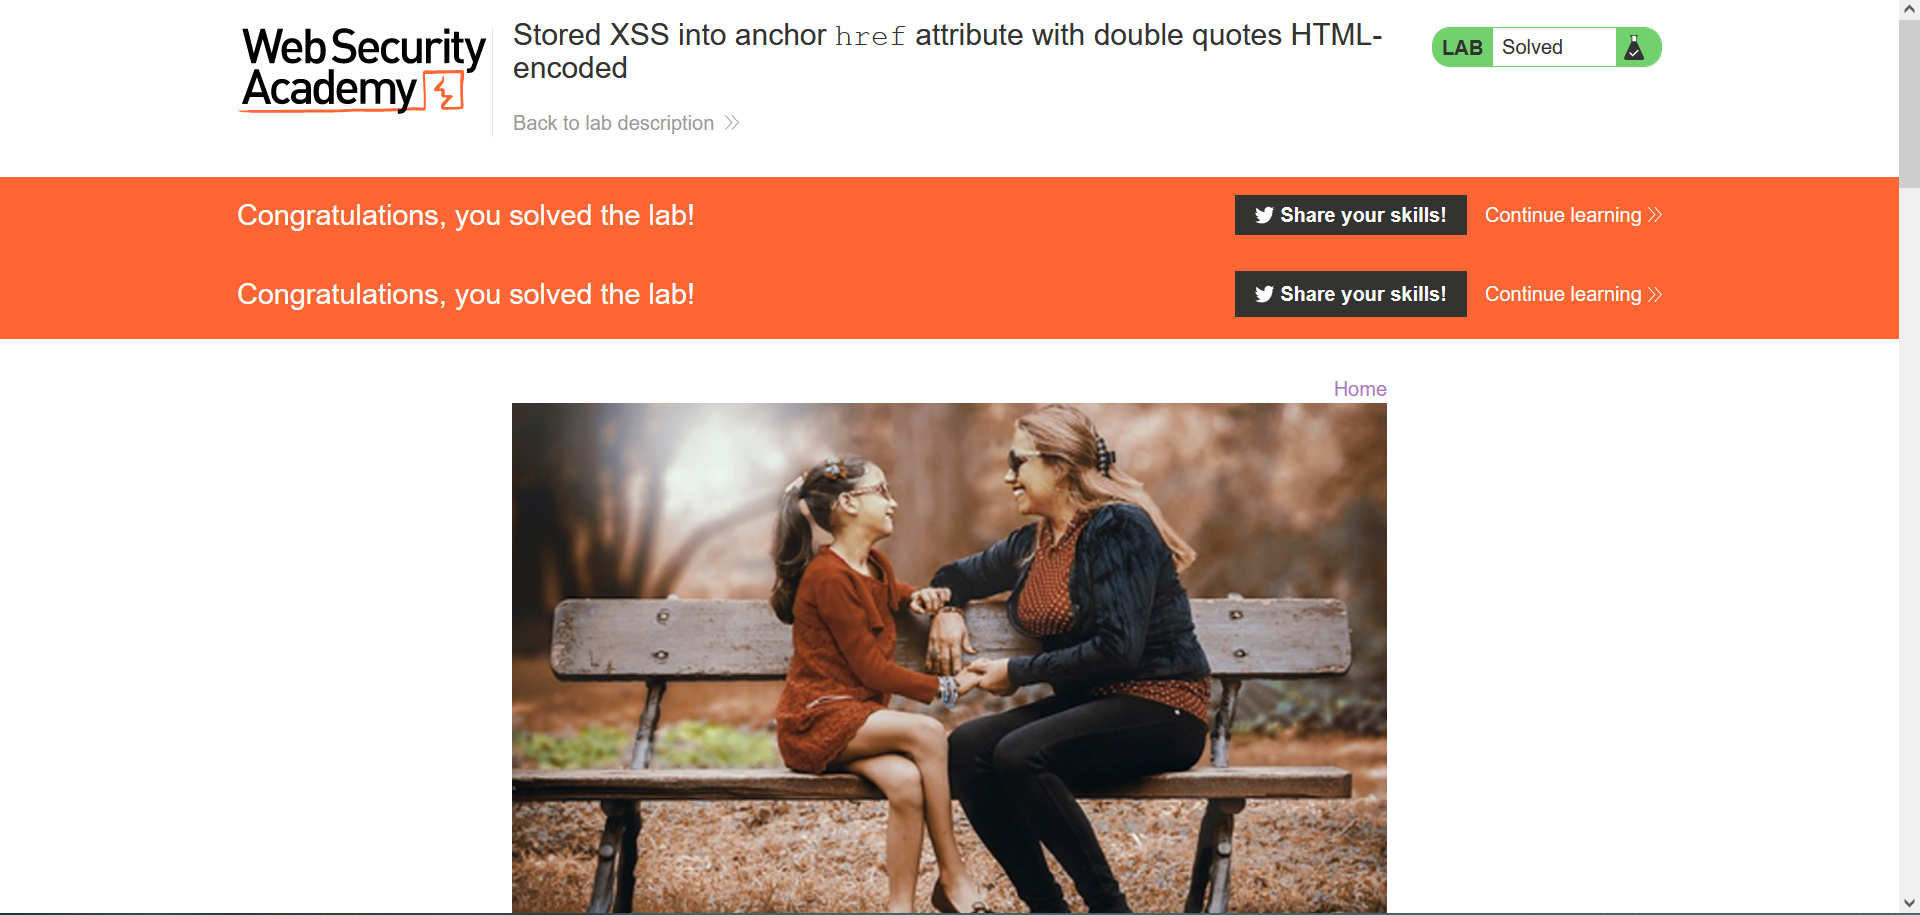 Web Security
Academy
Stored XSS into anchor href attribute with double quotes HTML-
encoded
Back to lab description
LAB Solved
Congratulations, you solved the lab!
Share your skills!
Continue learning
Congratulations, you solved the lab!
Share your skills!
Continue learning
Home